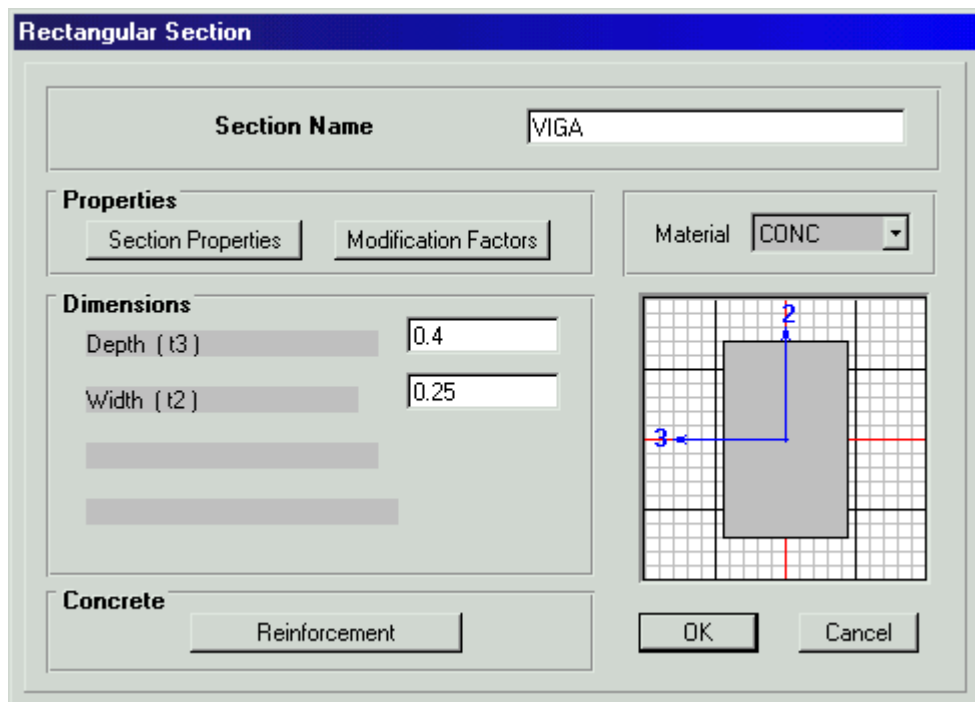 Rectangular Section
Section Name VIGA
Properties
Section Properties Modification Factors
Material CONC
Dimensions
Depth ( t3 ) 0.4
Width ( t2 ) 0.25
2
3
Concrete
Reinforcement
OK Cancel